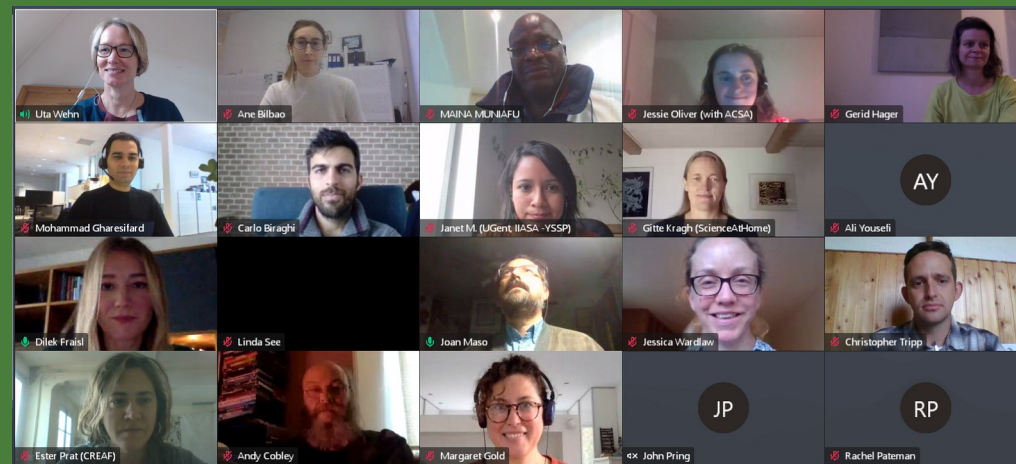 Uta Wehn
Ane Bilbao
MAINA MUNIAFU
Jessie Oliver (with ACSA)
Gerid Hager
Mohammad Gharesifard
Carlo Biraghi
Janet M. (UGent, IIASA -YSSP)
Gitte Kragh (ScienceAtHome)
AY
Ali Yousefi
Dilek Fraisl
Linda See
Joan Maso
Jessica Wardlaw
Christopher Tripp
Ester Prat (CREAF)
Andy Cobley
Margaret Gold
JP
John Pring
RP
Rachel Pateman